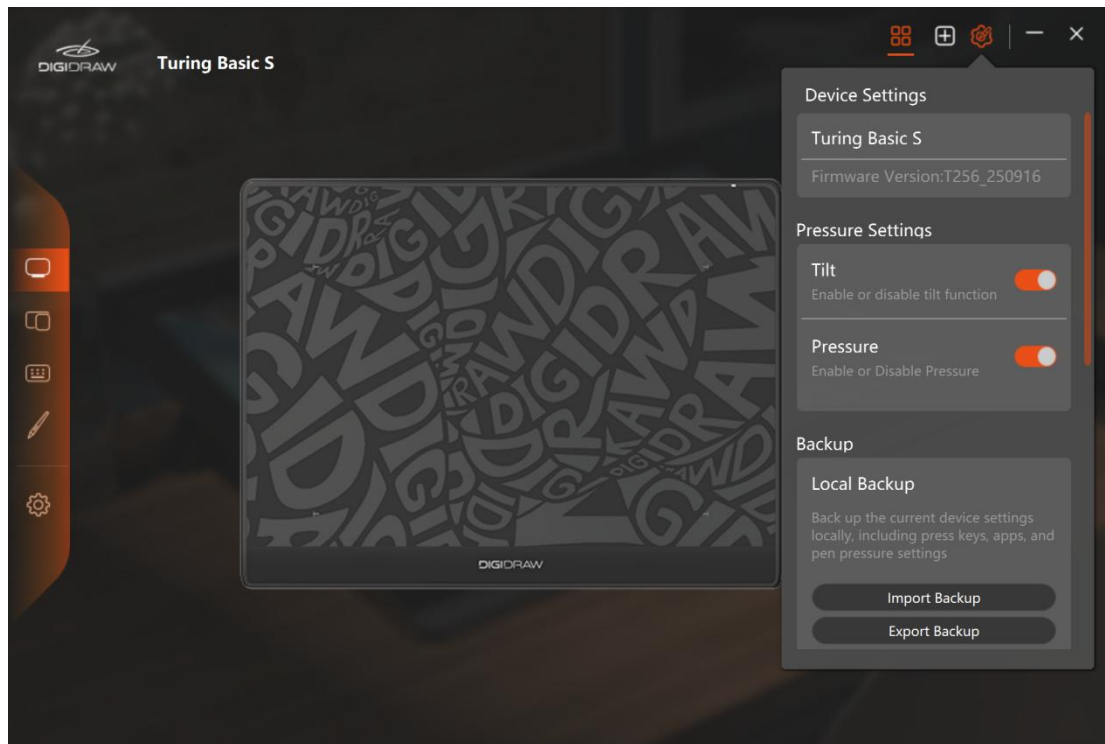 DIGIDRAW
Turing Basic S
Device Settings
Turing Basic S
Firmware Version:T256_250916
Pressure Settings
Tilt
Enable or disable tilt function
Pressure
Enable or Disable Pressure
Backup
Local Backup
Back up the current device settings
locally, including press keys, apps, and
pen pressure settings
Import Backup
Export Backup
DIGIDRAW